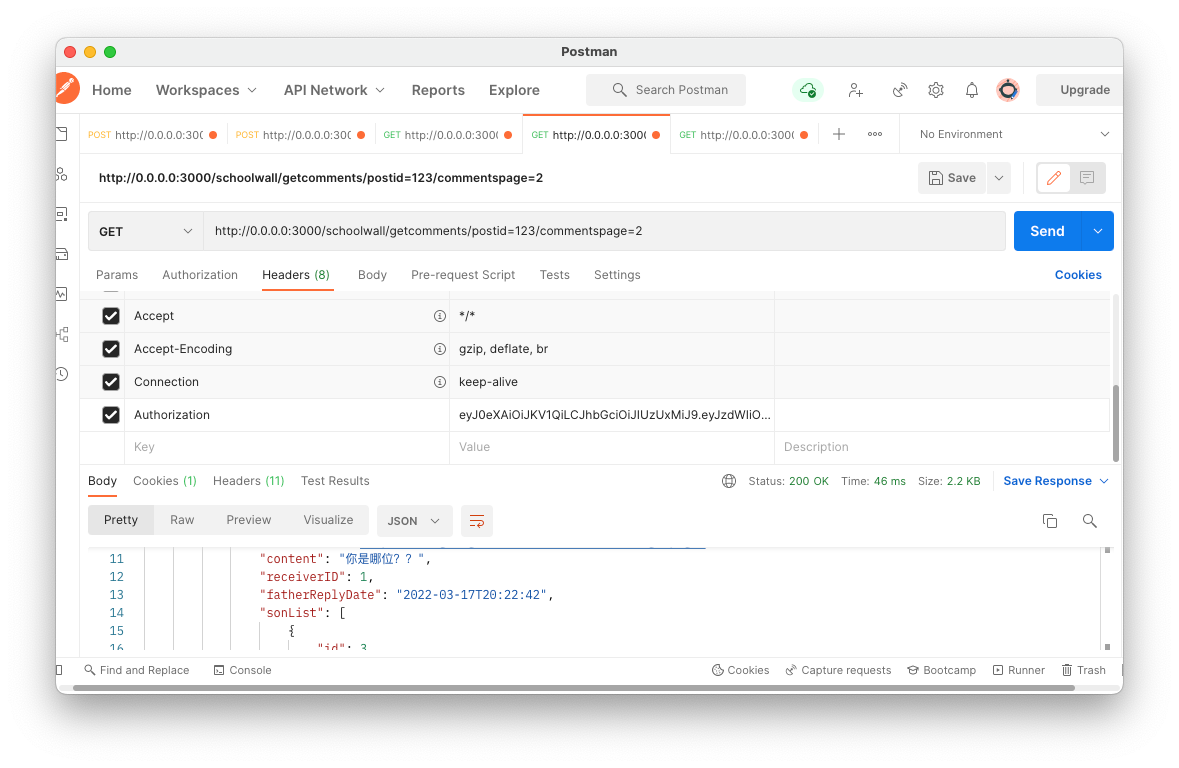 Postman
Home Workspaces API Network Reports Explore Search Postman Upgrade
POST http://0.0.0.0:300 POST http://0.0.0.0:300 GET http://0.0.0.0:3000 GET http://0.0.0.0:3000 GET http://0.0.0.0:3000 No Environment
http://0.0.0.0:3000/schoolwall/getcomments/postid=123/commentspage=2 Save
GET http://0.0.0.0:3000/schoolwall/getcomments/postid=123/commentspage=2 Send
Params Authorization Headers (8) Body Pre-request Script Tests Settings Cookies
Accept */*
Accept-Encoding gzip, deflate, br
Connection keep-alive
Authorization eyJ0eXAiOiJKV1QiLCJhbGciOiJIUzUxMiJ9.eyJzdWIiO...
Key Value Description
Body Cookies (1) Headers (11) Test Results Status: 200 OK Time: 46 ms Size: 2.2 KB Save Response
Pretty Raw Preview Visualize JSON
11 "content": "你是哪位？？",
12 "receiverID": 1,
13 "fatherReplyDate": "2022-03-17T20:22:42",
14 "sonList": [
15 {
16 "id": 3
Find and Replace Console Cookies Capture requests Bootcamp Runner Trash